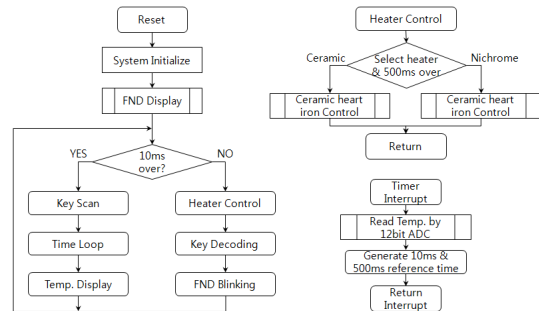 Reset
System Initialize
FND Display
YES
10ms
over?
NO
Key Scan
Time Loop
Temp. Display
Heater Control
Key Decoding
FND Blinking
Heater Control
Ceramic
Select heater
& 500ms over
Nichrome
Ceramic heart
iron Control
Ceramic heart
iron Control
Return
Timer
Interrupt
Read Temp. by
12bit ADC
Generate 10ms &
500ms reference time
Return
Interrupt